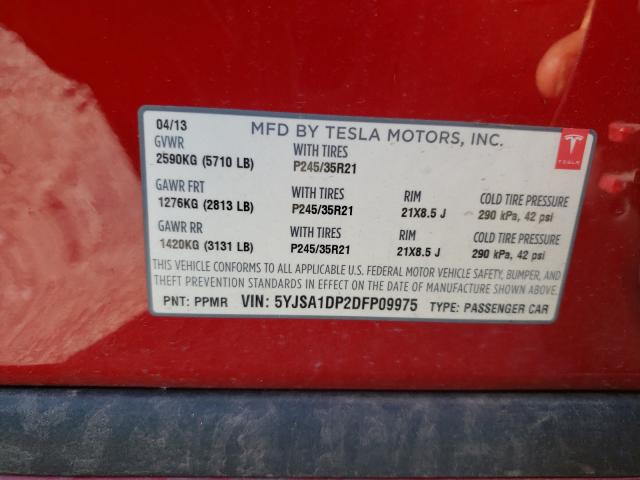 04/13 MFD BY TESLA MOTORS, INC.
GVWR WITH TIRES
2590KG (5710 LB) P245/35R21
TESLA
GAWR FRT WITH TIRES RIM COLD TIRE PRESSURE
1276KG (2813 LB) P245/35R21 21X8.5 J 290 kPa, 42 psi
GAWR RR WITH TIRES RIM COLD TIRE PRESSURE
1420KG (3131 LB) P245/35R21 21X8.5 J 290 kPa, 42 psi
THIS VEHICLE CONFORMS TO ALL APPLICABLE U.S. FEDERAL MOTOR VEHICLE SAFETY, BUMPER, AND
THEFT PREVENTION STANDARDS IN EFFECT ON THE DATE OF MANUFACTURE SHOWN ABOVE.
PNT: PPMR VIN: 5YJSA1DP2DFP09975 TYPE: PASSENGER CAR